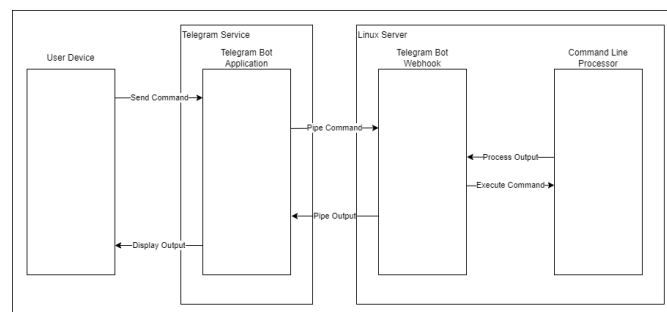 Telegram Service
Linux Server
User Device
Telegram Bot
Application
Telegram Bot
Webhook
Command Line
Processor
Send Command
Pipe Command
Process Output
Execute Command
Pipe Output
Display Output